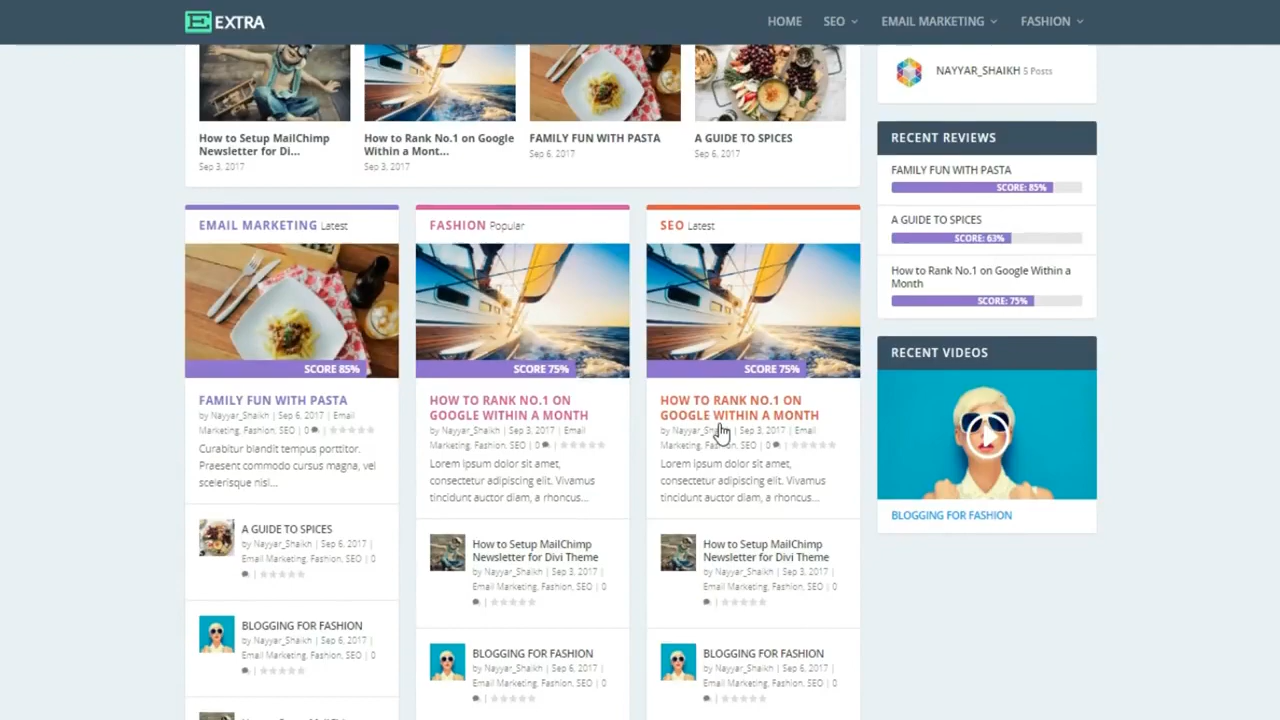 EXTRA
HOME SEO EMAIL MARKETING FASHION
How to Setup MailChimp
Newsletter for Di...
Sep 3, 2017
How to Rank No.1 on Google
Within a Mont...
Sep 3, 2017
FAMILY FUN WITH PASTA
Sep 6, 2017
A GUIDE TO SPICES
Sep 6, 2017
NAYYAR_SHAIKH 5 Posts
RECENT REVIEWS
FAMILY FUN WITH PASTA
SCORE: 85%
A GUIDE TO SPICES
SCORE: 63%
How to Rank No.1 on Google Within a
Month
SCORE: 75%
RECENT VIDEOS
BLOGGING FOR FASHION
EMAIL MARKETING Latest
SCORE 85%
FAMILY FUN WITH PASTA
by Nayyar_Shaikh | Sep 6, 2017 | Email
Marketing, Fashion, SEO | 0 |
Curabitur blandit tempus porttitor.
Praesent commodo cursus magna, vel
scelerisque nisl...
A GUIDE TO SPICES
by Nayyar_Shaikh | Sep 6, 2017 |
Email Marketing, Fashion, SEO | 0
|
BLOGGING FOR FASHION
by Nayyar_Shaikh | Sep 6, 2017 |
Email Marketing, Fashion, SEO | 0
|
FASHION Popular
SCORE 75%
HOW TO RANK NO.1 ON
GOOGLE WITHIN A MONTH
by Nayyar_Shaikh | Sep 3, 2017 | Email
Marketing, Fashion, SEO | 0 |
Lorem ipsum dolor sit amet,
consectetur adipiscing elit. Vivamus
tincidunt auctor diam, a rhoncus...
How to Setup MailChimp
Newsletter for Divi Theme
by Nayyar_Shaikh | Sep 3, 2017 |
Email Marketing, Fashion, SEO | 0
|
BLOGGING FOR FASHION
by Nayyar_Shaikh | Sep 6, 2017 |
Email Marketing, Fashion, SEO | 0
|
SEO Latest
SCORE 75%
HOW TO RANK NO.1 ON
GOOGLE WITHIN A MONTH
by Nayyar_Shaikh | Sep 3, 2017 | Email
Marketing, Fashion, SEO | 0 |
Lorem ipsum dolor sit amet,
consectetur adipiscing elit. Vivamus
tincidunt auctor diam, a rhoncus...
How to Setup MailChimp
Newsletter for Divi Theme
by Nayyar_Shaikh | Sep 3, 2017 |
Email Marketing, Fashion, SEO | 0
|
BLOGGING FOR FASHION
by Nayyar_Shaikh | Sep 6, 2017 |
Email Marketing, Fashion, SEO | 0
|